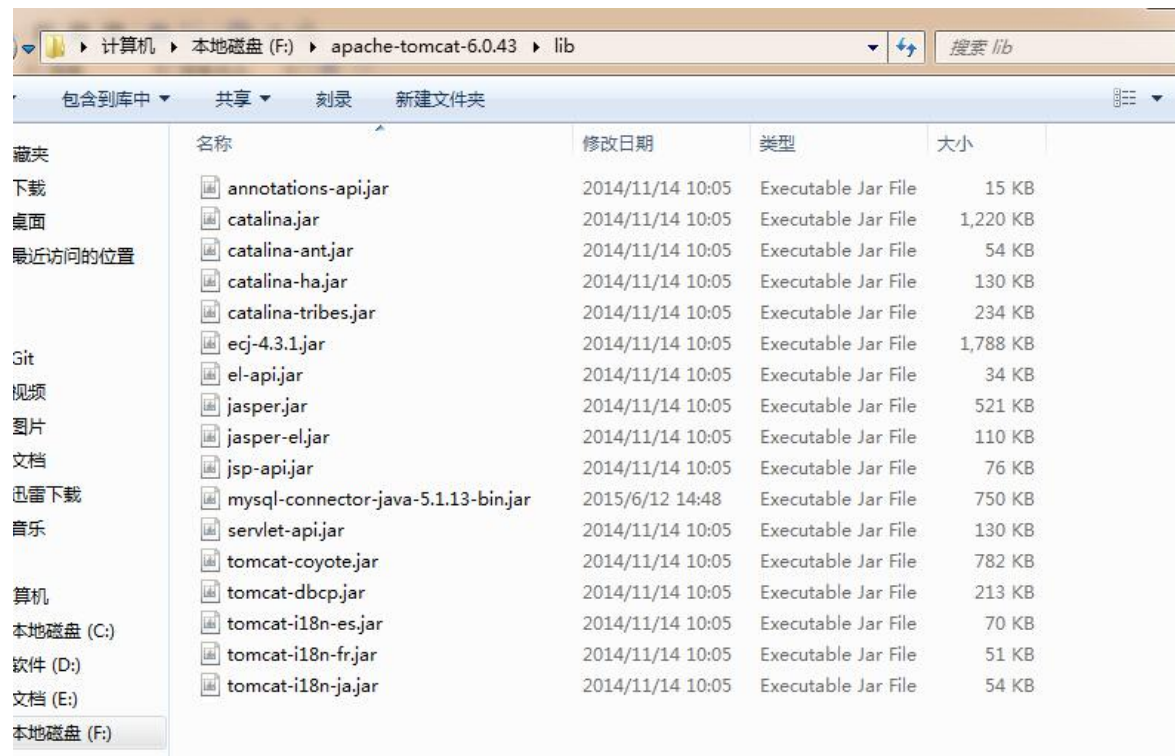 计算机 本地磁盘 (F:) apache-tomcat-6.0.43 lib 搜索 lib
包含到库中 共享 刻录 新建文件夹
名称 修改日期 类型 大小
藏夹
下载
桌面
最近访问的位置
Git
视频
图片
文档
迅雷下载
音乐
算机
本地磁盘 (C:)
软件 (D:)
文档 (E:)
本地磁盘 (F:)
annotations-api.jar 2014/11/14 10:05 Executable Jar File 15 KB
catalina.jar 2014/11/14 10:05 Executable Jar File 1,220 KB
catalina-ant.jar 2014/11/14 10:05 Executable Jar File 54 KB
catalina-ha.jar 2014/11/14 10:05 Executable Jar File 130 KB
catalina-tribes.jar 2014/11/14 10:05 Executable Jar File 234 KB
ecj-4.3.1.jar 2014/11/14 10:05 Executable Jar File 1,788 KB
el-api.jar 2014/11/14 10:05 Executable Jar File 34 KB
jasper.jar 2014/11/14 10:05 Executable Jar File 521 KB
jasper-el.jar 2014/11/14 10:05 Executable Jar File 110 KB
jsp-api.jar 2014/11/14 10:05 Executable Jar File 76 KB
mysql-connector-java-5.1.13-bin.jar 2015/6/12 14:48 Executable Jar File 750 KB
servlet-api.jar 2014/11/14 10:05 Executable Jar File 130 KB
tomcat-coyote.jar 2014/11/14 10:05 Executable Jar File 782 KB
tomcat-dbcp.jar 2014/11/14 10:05 Executable Jar File 213 KB
tomcat-i18n-es.jar 2014/11/14 10:05 Executable Jar File 70 KB
tomcat-i18n-fr.jar 2014/11/14 10:05 Executable Jar File 51 KB
tomcat-i18n-ja.jar 2014/11/14 10:05 Executable Jar File 54 KB